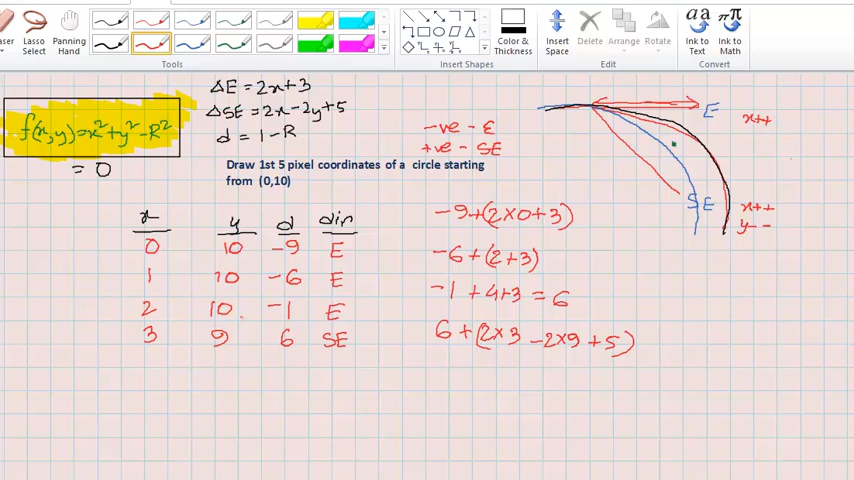 Lasso
Select
Panning
Hand
Tools
Insert Shapes
Color &
Thickness
Insert
Space
Delete
Arrange
Rotate
Edit
Ink to
Text
Ink to
Math
Convert
f(x,y)=x²+y²-R²
= 0
ΔE = 2x+3
ΔSE = 2x-2y+5
d = 1-R
Draw 1st 5 pixel coordinates of a circle starting
from (0,10)
-ve - E
+ve - SE
E
x++
SE
x++
y--
x y d dir
0 10 -9 E
1 10 -6 E
2 10 -1 E
3 9 6 SE
-9+(2×0+3)
-6+(2+3)
-1+4+3=6
6+(2×3-2×9+5)